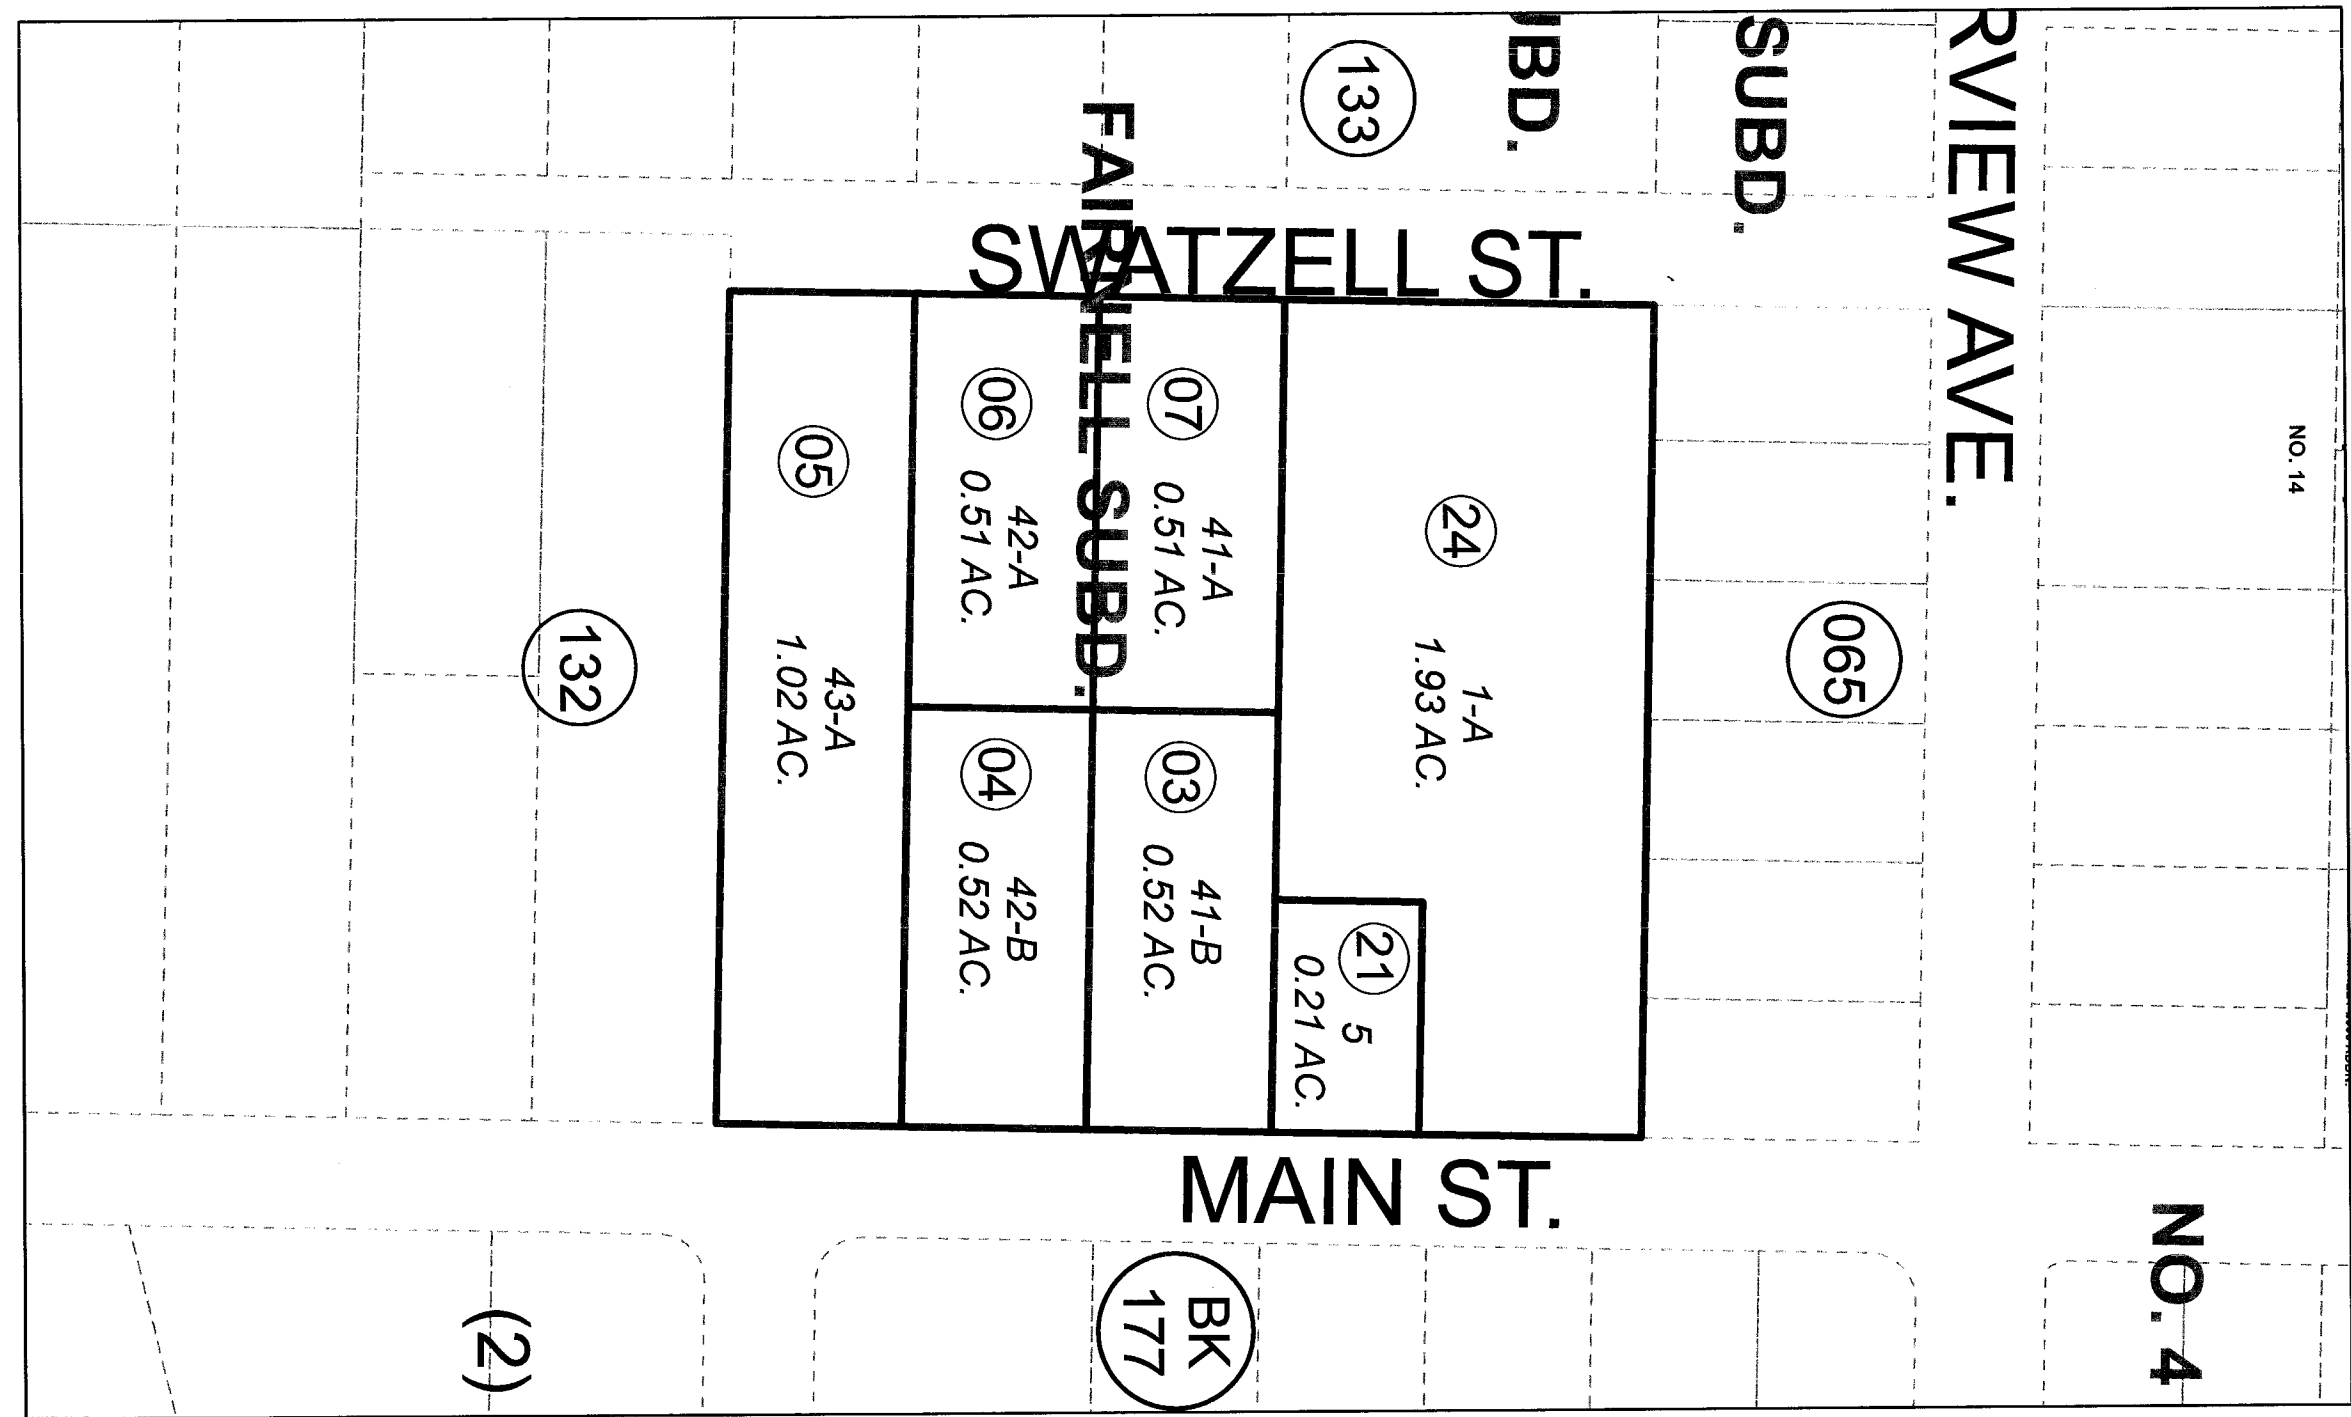 133
UBD.
SUBD.
RVIEW AVE.
NO. 14
SWATZELL ST.
FAIRWELL SUBD.
05
43-A
1.02 AC.
06
42-A
0.51 AC.
07
41-A
0.51 AC.
24
1-A
1.93 AC.
04
42-B
0.52 AC.
03
41-B
0.52 AC.
21
5
0.21 AC.
132
065
MAIN ST.
(2)
BK
177
NO. 4